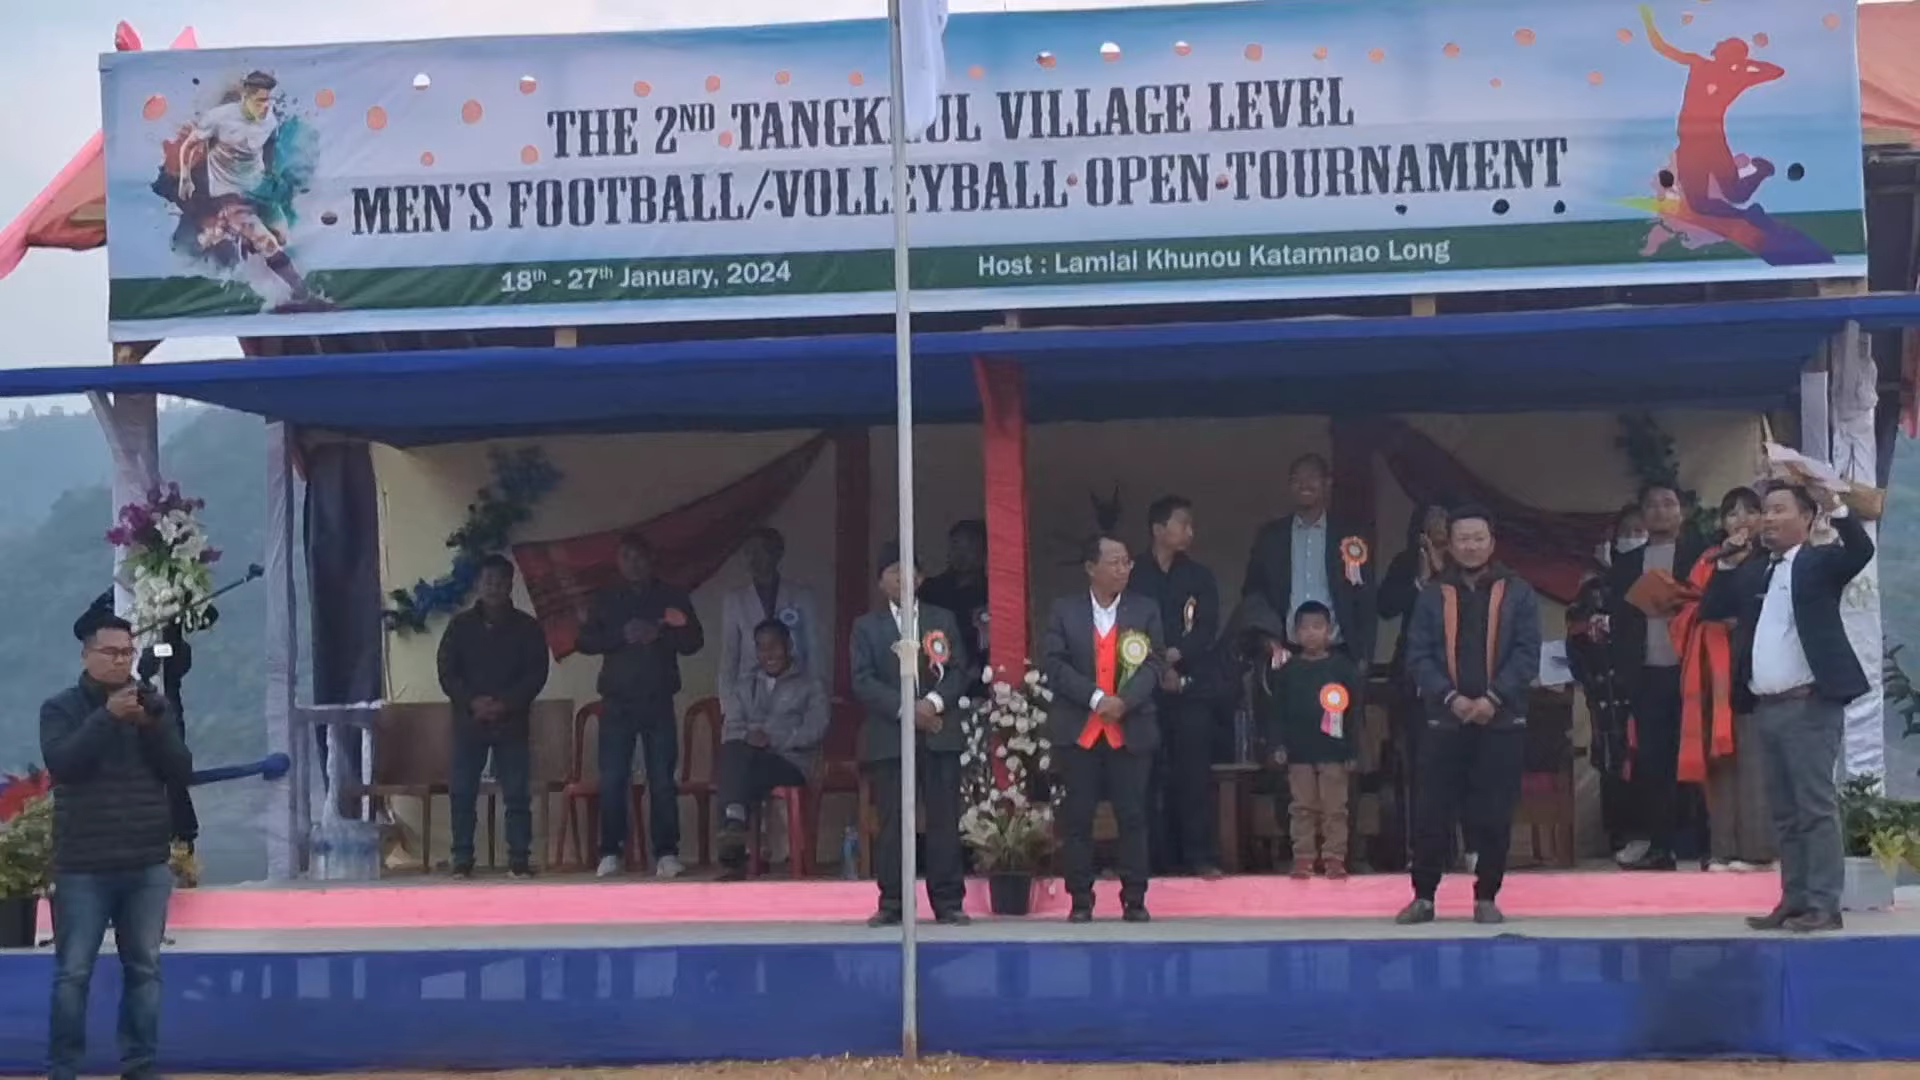 THE 2ND TANGKHUL VILLAGE LEVEL
MEN'S FOOTBALL/VOLLEYBALL OPEN TOURNAMENT
18th - 27th January, 2024
Host : Lamlai Khunou Katamnao Long